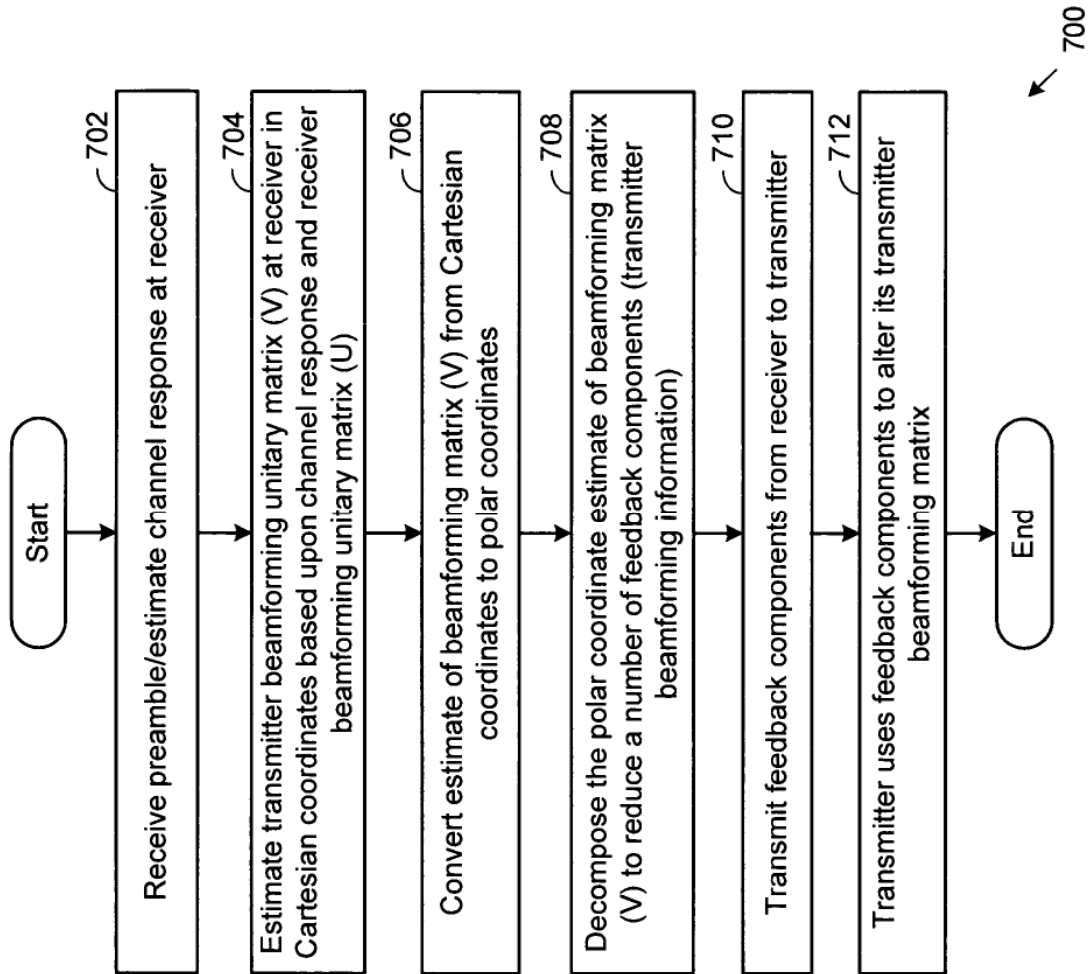 Start
702
Receive preamble/estimate channel response at receiver
704
Estimate transmitter beamforming unitary matrix (V) at receiver in
Cartesian coordinates based upon channel response and receiver
beamforming unitary matrix (U)
706
Convert estimate of beamforming matrix (V) from Cartesian
coordinates to polar coordinates
708
Decompose the polar coordinate estimate of beamforming matrix
(V) to reduce a number of feedback components (transmitter
beamforming information)
710
Transmit feedback components from receiver to transmitter
712
Transmitter uses feedback components to alter its transmitter
beamforming matrix
End
700